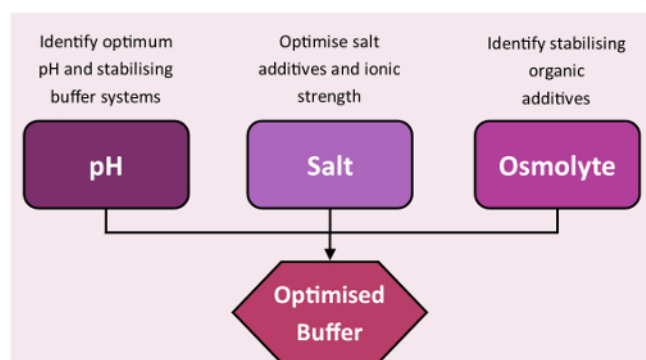 Identify optimum
pH and stabilising
buffer systems
Optimise salt
additives and ionic
strength
Identify stabilising
organic
additives
pH
Salt
Osmolyte
Optimised
Buffer